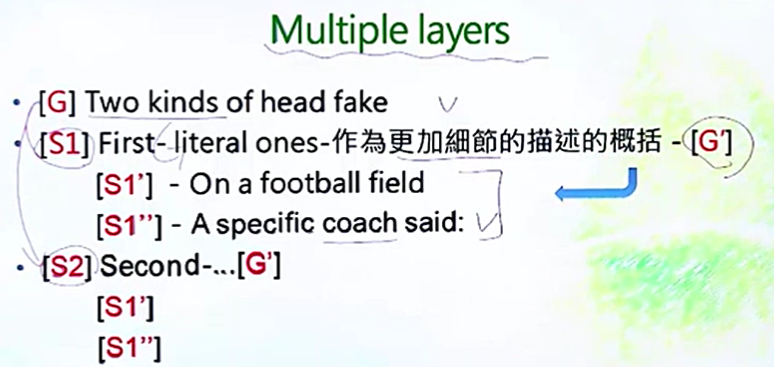 Multiple layers
• [G] Two kinds of head fake
• [S1] First- literal ones-作為更加細節的描述的概括 - [G’]
[S1’] - On a football field
[S1’’] - A specific coach said:
• [S2] Second-...[G’]
[S1’]
[S1’’]